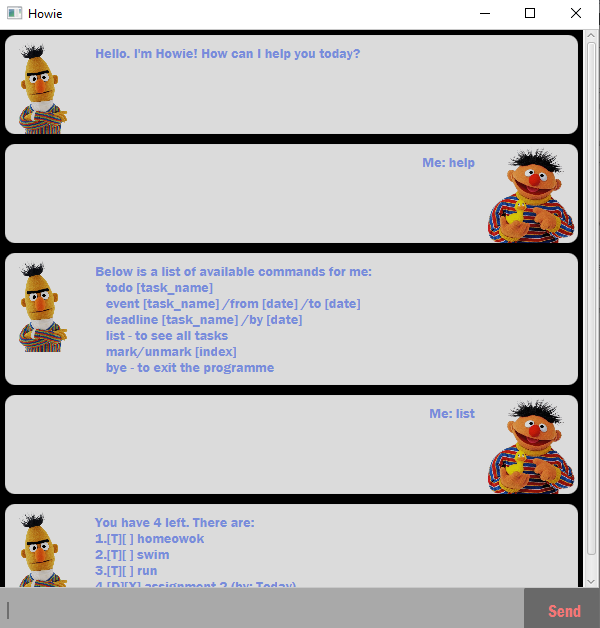 Howie
Hello. I'm Howie! How can I help you today?
Me: help
Below is a list of available commands for me:
todo [task_name]
event [task_name] /from [date] /to [date]
deadline [task_name] /by [date]
list - to see all tasks
mark/unmark [index]
bye - to exit the programme
Me: list
You have 4 left. There are:
1.[T][ ] homeowok
2.[T][ ] swim
3.[T][ ] run
4.[D][X] assignment 2 (by: Today)
Send